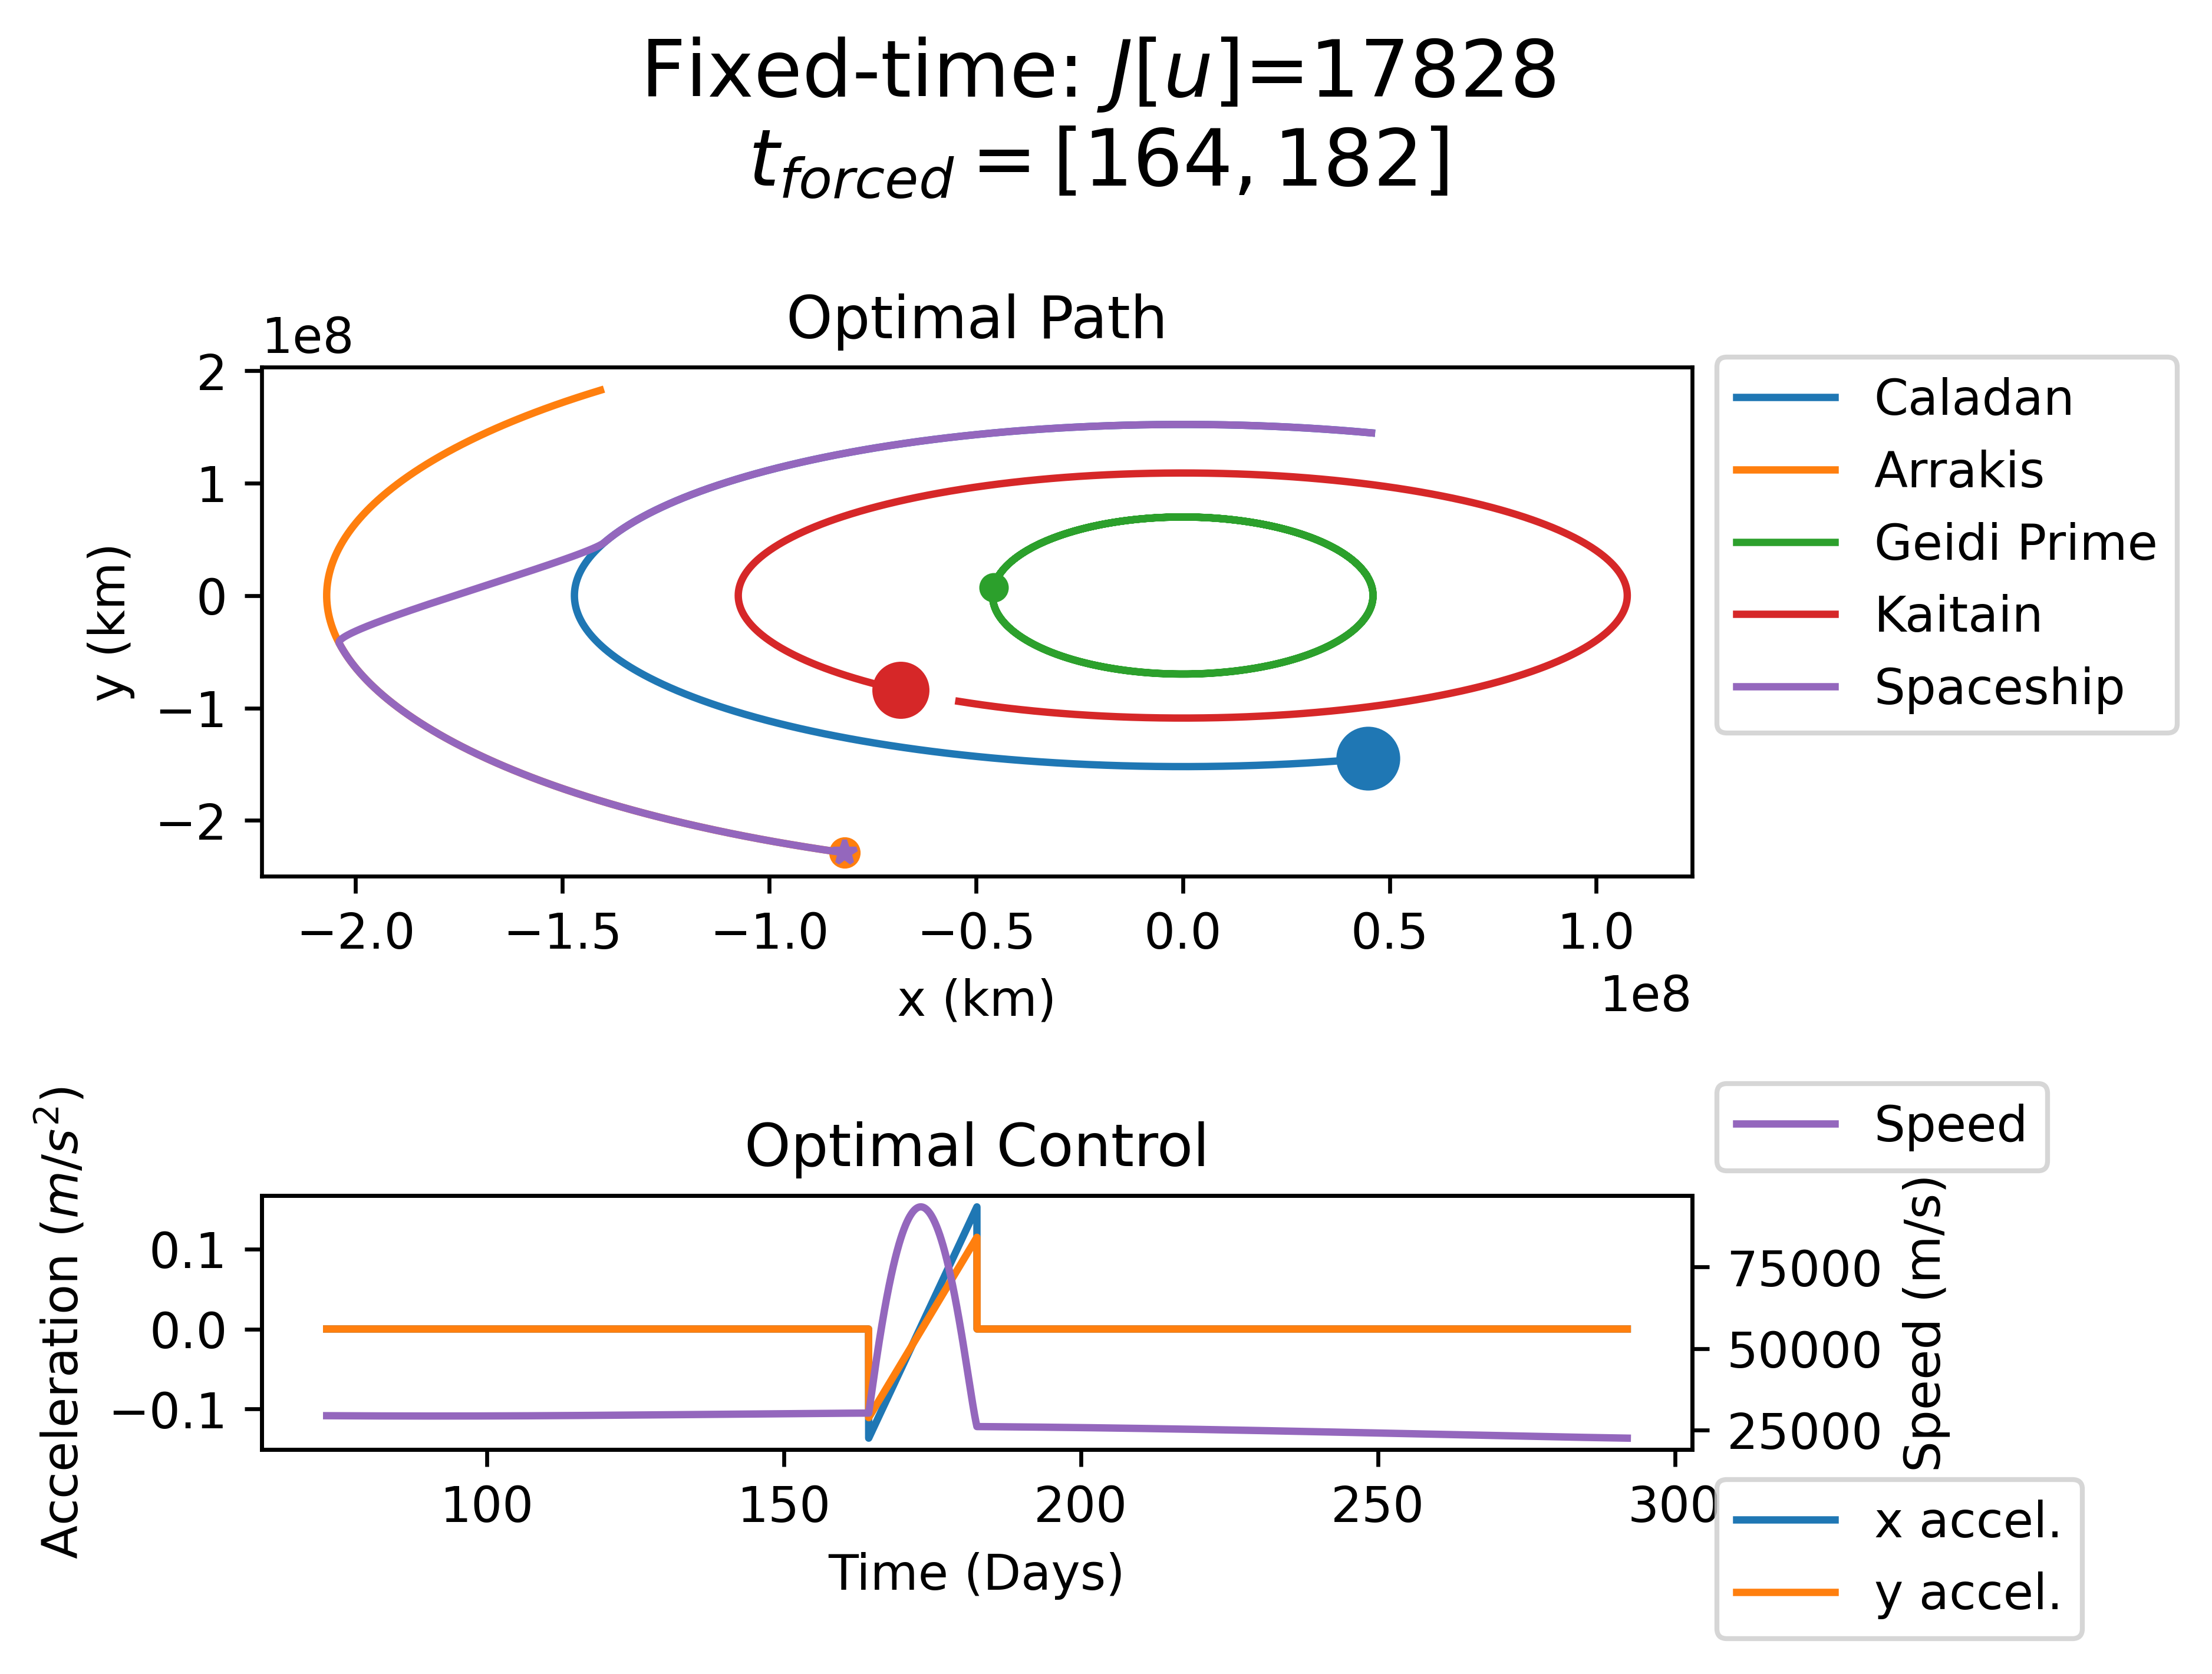 Fixed-time: J[u]=17828
t_forced = [164, 182]
Optimal Path
1e8
2
1
0
−1
−2
y (km)
−2.0 −1.5 −1.0 −0.5 0.0 0.5 1.0
1e8
x (km)
Caladan
Arrakis
Geidi Prime
Kaitain
Spaceship
Optimal Control
Speed
Acceleration (m/s²)
0.1
0.0
−0.1
75000
50000
25000
Speed (m/s)
100 150 200 250 300
Time (Days)
x accel.
y accel.